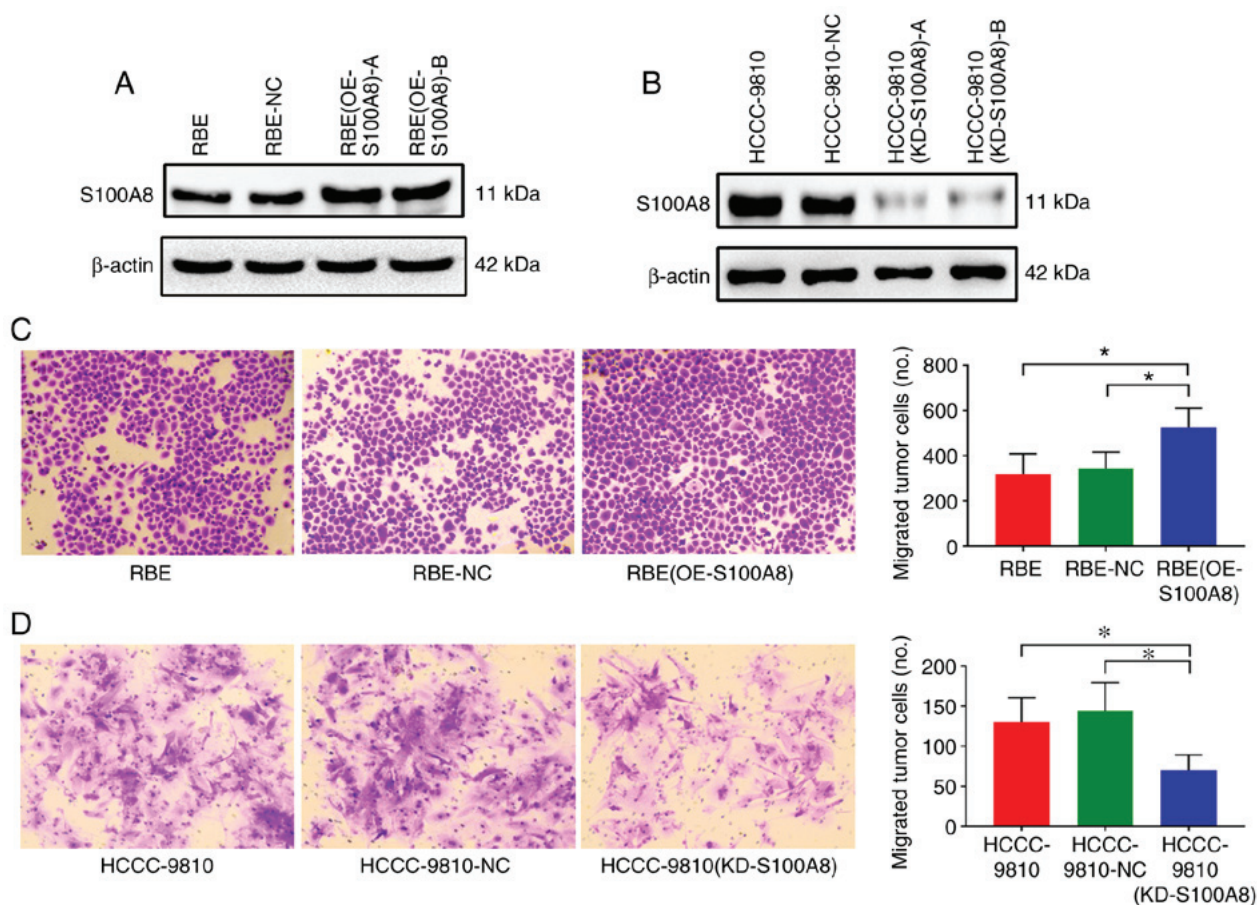 A
RBE
RBE-NC
RBE(OE-
S100A8)-A
RBE(OE-
S100A8)-B
S100A8
11 kDa
β-actin
42 kDa
B
HCCC-9810
HCCC-9810-NC
HCCC-9810
(KD-S100A8)-A
HCCC-9810
(KD-S100A8)-B
S100A8
11 kDa
β-actin
42 kDa
C
RBE
RBE-NC
RBE(OE-S100A8)
Migrated tumor cells (no.)
800
600
400
200
0
*
*
RBE
RBE-NC
RBE(OE-
S100A8)
D
HCCC-9810
HCCC-9810-NC
HCCC-9810(KD-S100A8)
Migrated tumor cells (no.)
200
150
100
50
0
*
*
HCCC-
9810
HCCC-
9810-NC
HCCC-
9810
(KD-S100A8)